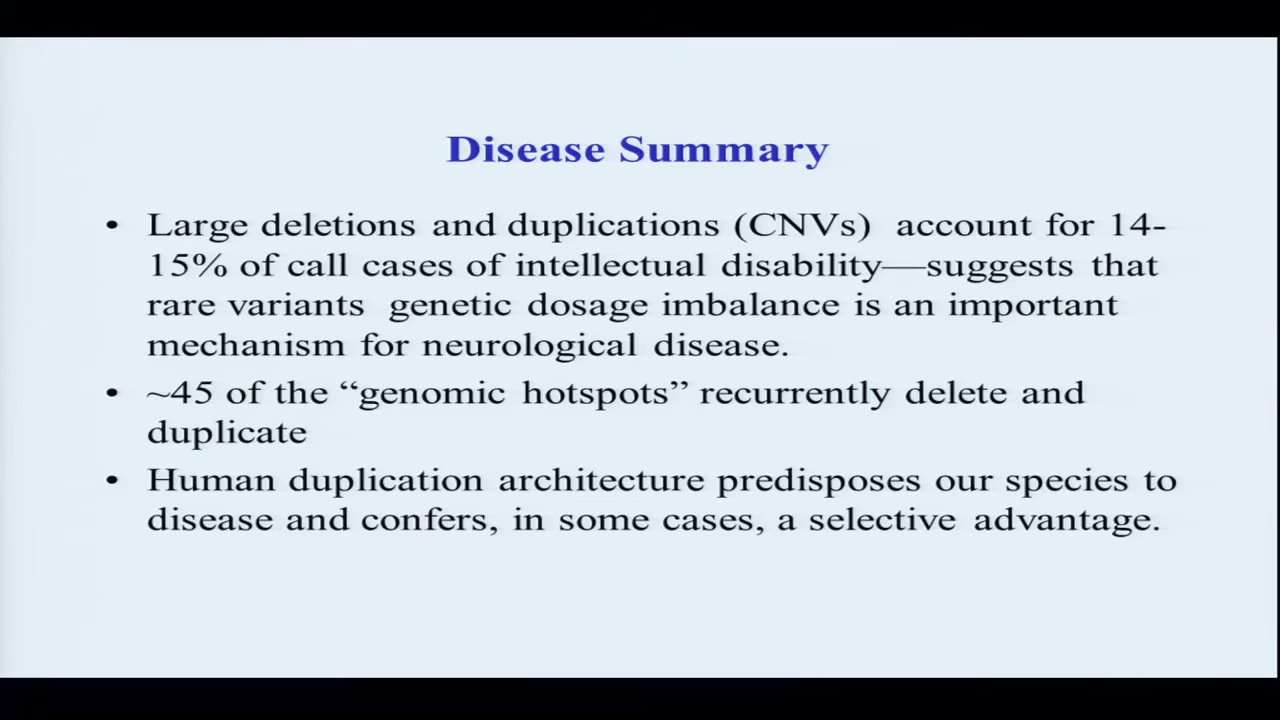 Disease Summary
• Large deletions and duplications (CNVs) account for 14-
15% of call cases of intellectual disability—suggests that
rare variants genetic dosage imbalance is an important
mechanism for neurological disease.
• ~45 of the “genomic hotspots” recurrently delete and
duplicate
• Human duplication architecture predisposes our species to
disease and confers, in some cases, a selective advantage.